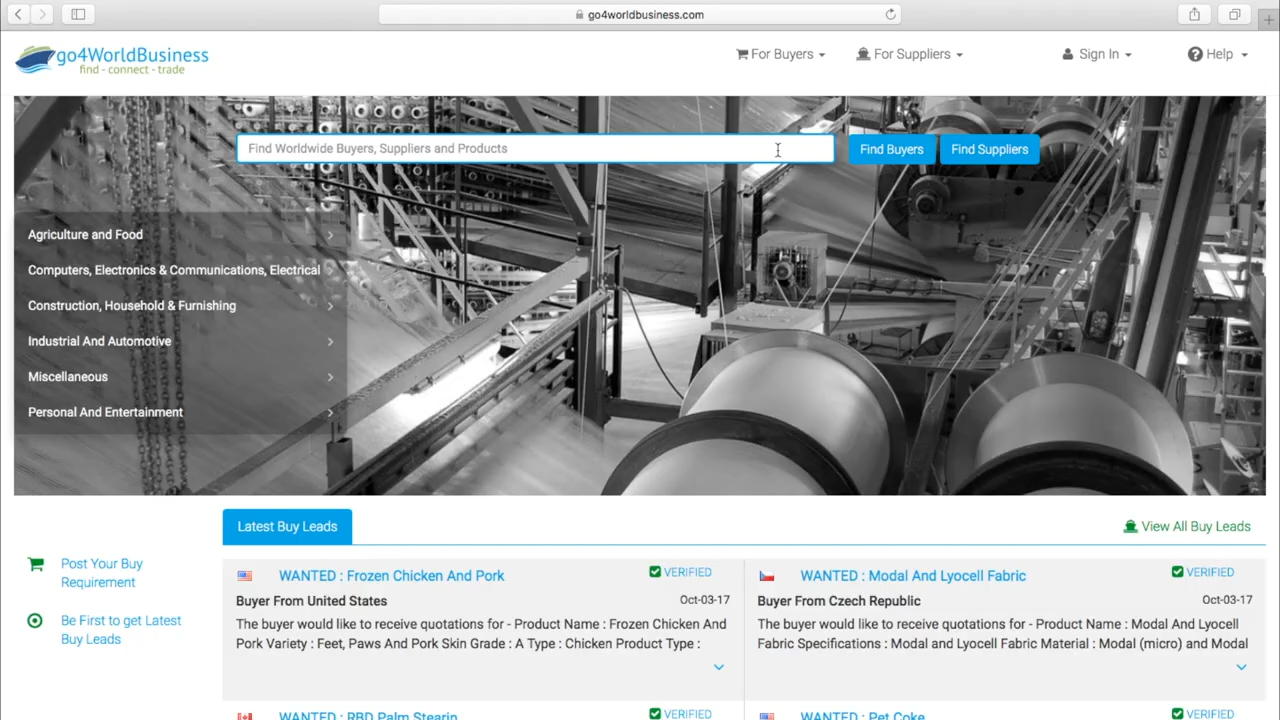 go4worldbusiness.com
go4WorldBusiness
find - connect - trade
For Buyers
For Suppliers
Sign In
Help
Find Worldwide Buyers, Suppliers and Products
Find Buyers
Find Suppliers
Agriculture and Food
Computers, Electronics & Communications, Electrical
Construction, Household & Furnishing
Industrial And Automotive
Miscellaneous
Personal And Entertainment
Latest Buy Leads
View All Buy Leads
Post Your Buy
Requirement
Be First to get Latest
Buy Leads
WANTED : Frozen Chicken And Pork
VERIFIED
Buyer From United States
Oct-03-17
The buyer would like to receive quotations for - Product Name : Frozen Chicken And
Pork Variety : Feet, Paws And Pork Skin Grade : A Type : Chicken Product Type :
WANTED : Modal And Lyocell Fabric
VERIFIED
Buyer From Czech Republic
Oct-03-17
The buyer would like to receive quotations for - Product Name : Modal And Lyocell
Fabric Specifications : Modal and Lyocell Fabric Material : Modal (micro) and Modal
WANTED : RBD Palm Stearin
VERIFIED
WANTED : Pet Coke
VERIFIED